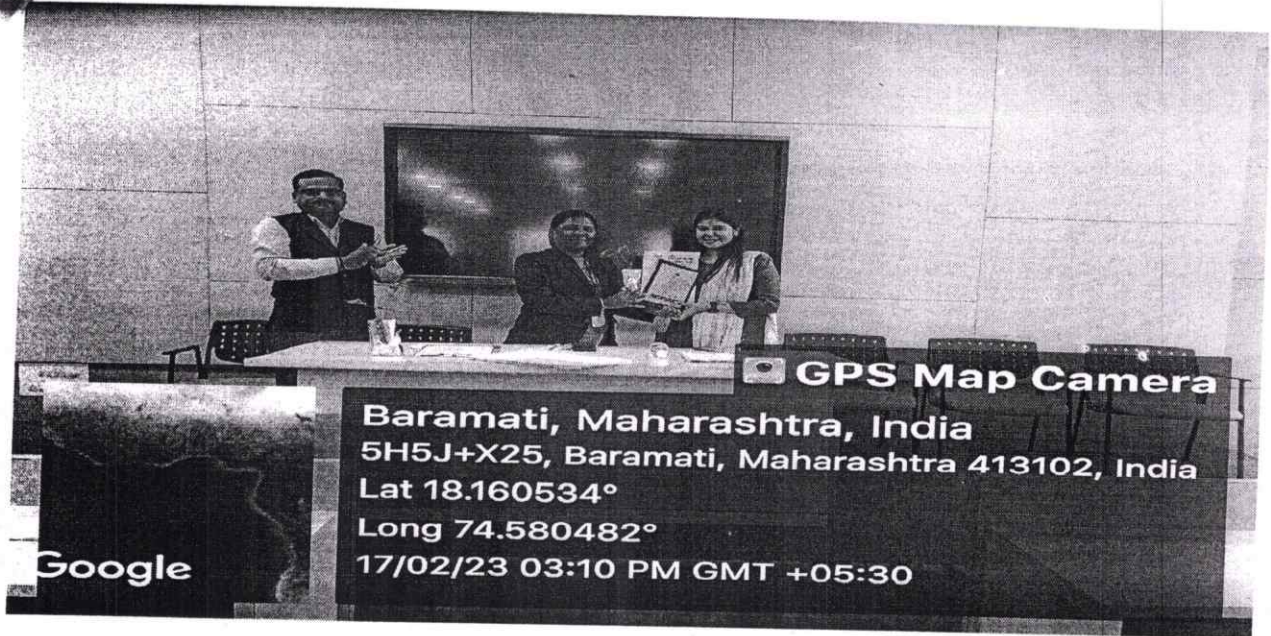 GPS Map Camera
Baramati, Maharashtra, India
5H5J+X25, Baramati, Maharashtra 413102, India
Lat 18.160534°
Long 74.580482°
17/02/23 03:10 PM GMT +05:30
Google